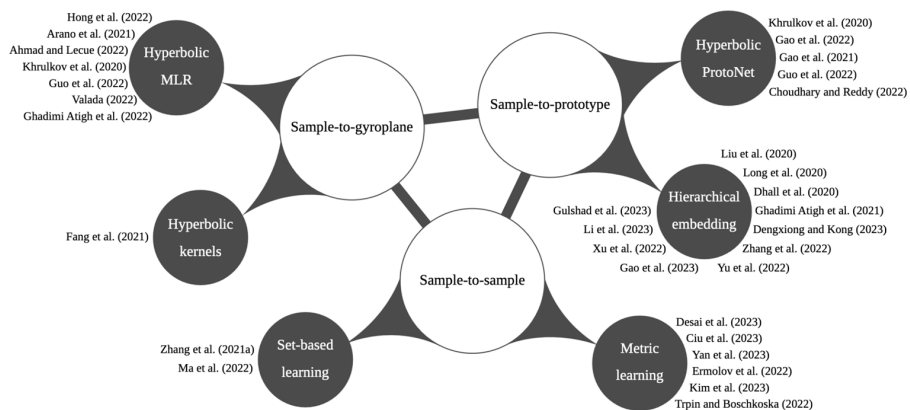 Hong et al. (2022)
Arano et al. (2021)
Ahmad and Lecue (2022)
Khrulkov et al. (2020)
Guo et al. (2022)
Valada (2022)
Ghadimi Atigh et al. (2022)
Hyperbolic
MLR
Sample-to-gyroplane
Sample-to-prototype
Hyperbolic
ProtoNet
Khrulkov et al. (2020)
Gao et al. (2022)
Gao et al. (2021)
Guo et al. (2022)
Choudhary and Reddy (2022)
Fang et al. (2021)
Hyperbolic
kernels
Hierarchical
embedding
Liu et al. (2020)
Long et al. (2020)
Dhall et al. (2020)
Ghadimi Atigh et al. (2021)
Dengxiong and Kong (2023)
Zhang et al. (2022)
Yu et al. (2022)
Gulshad et al. (2023)
Li et al. (2023)
Xu et al. (2022)
Gao et al. (2023)
Sample-to-sample
Zhang et al. (2021a)
Ma et al. (2022)
Set-based
learning
Metric
learning
Desai et al. (2023)
Ciu et al. (2023)
Yan et al. (2023)
Ermolov et al. (2022)
Kim et al. (2023)
Trpin and Boschkoska (2022)